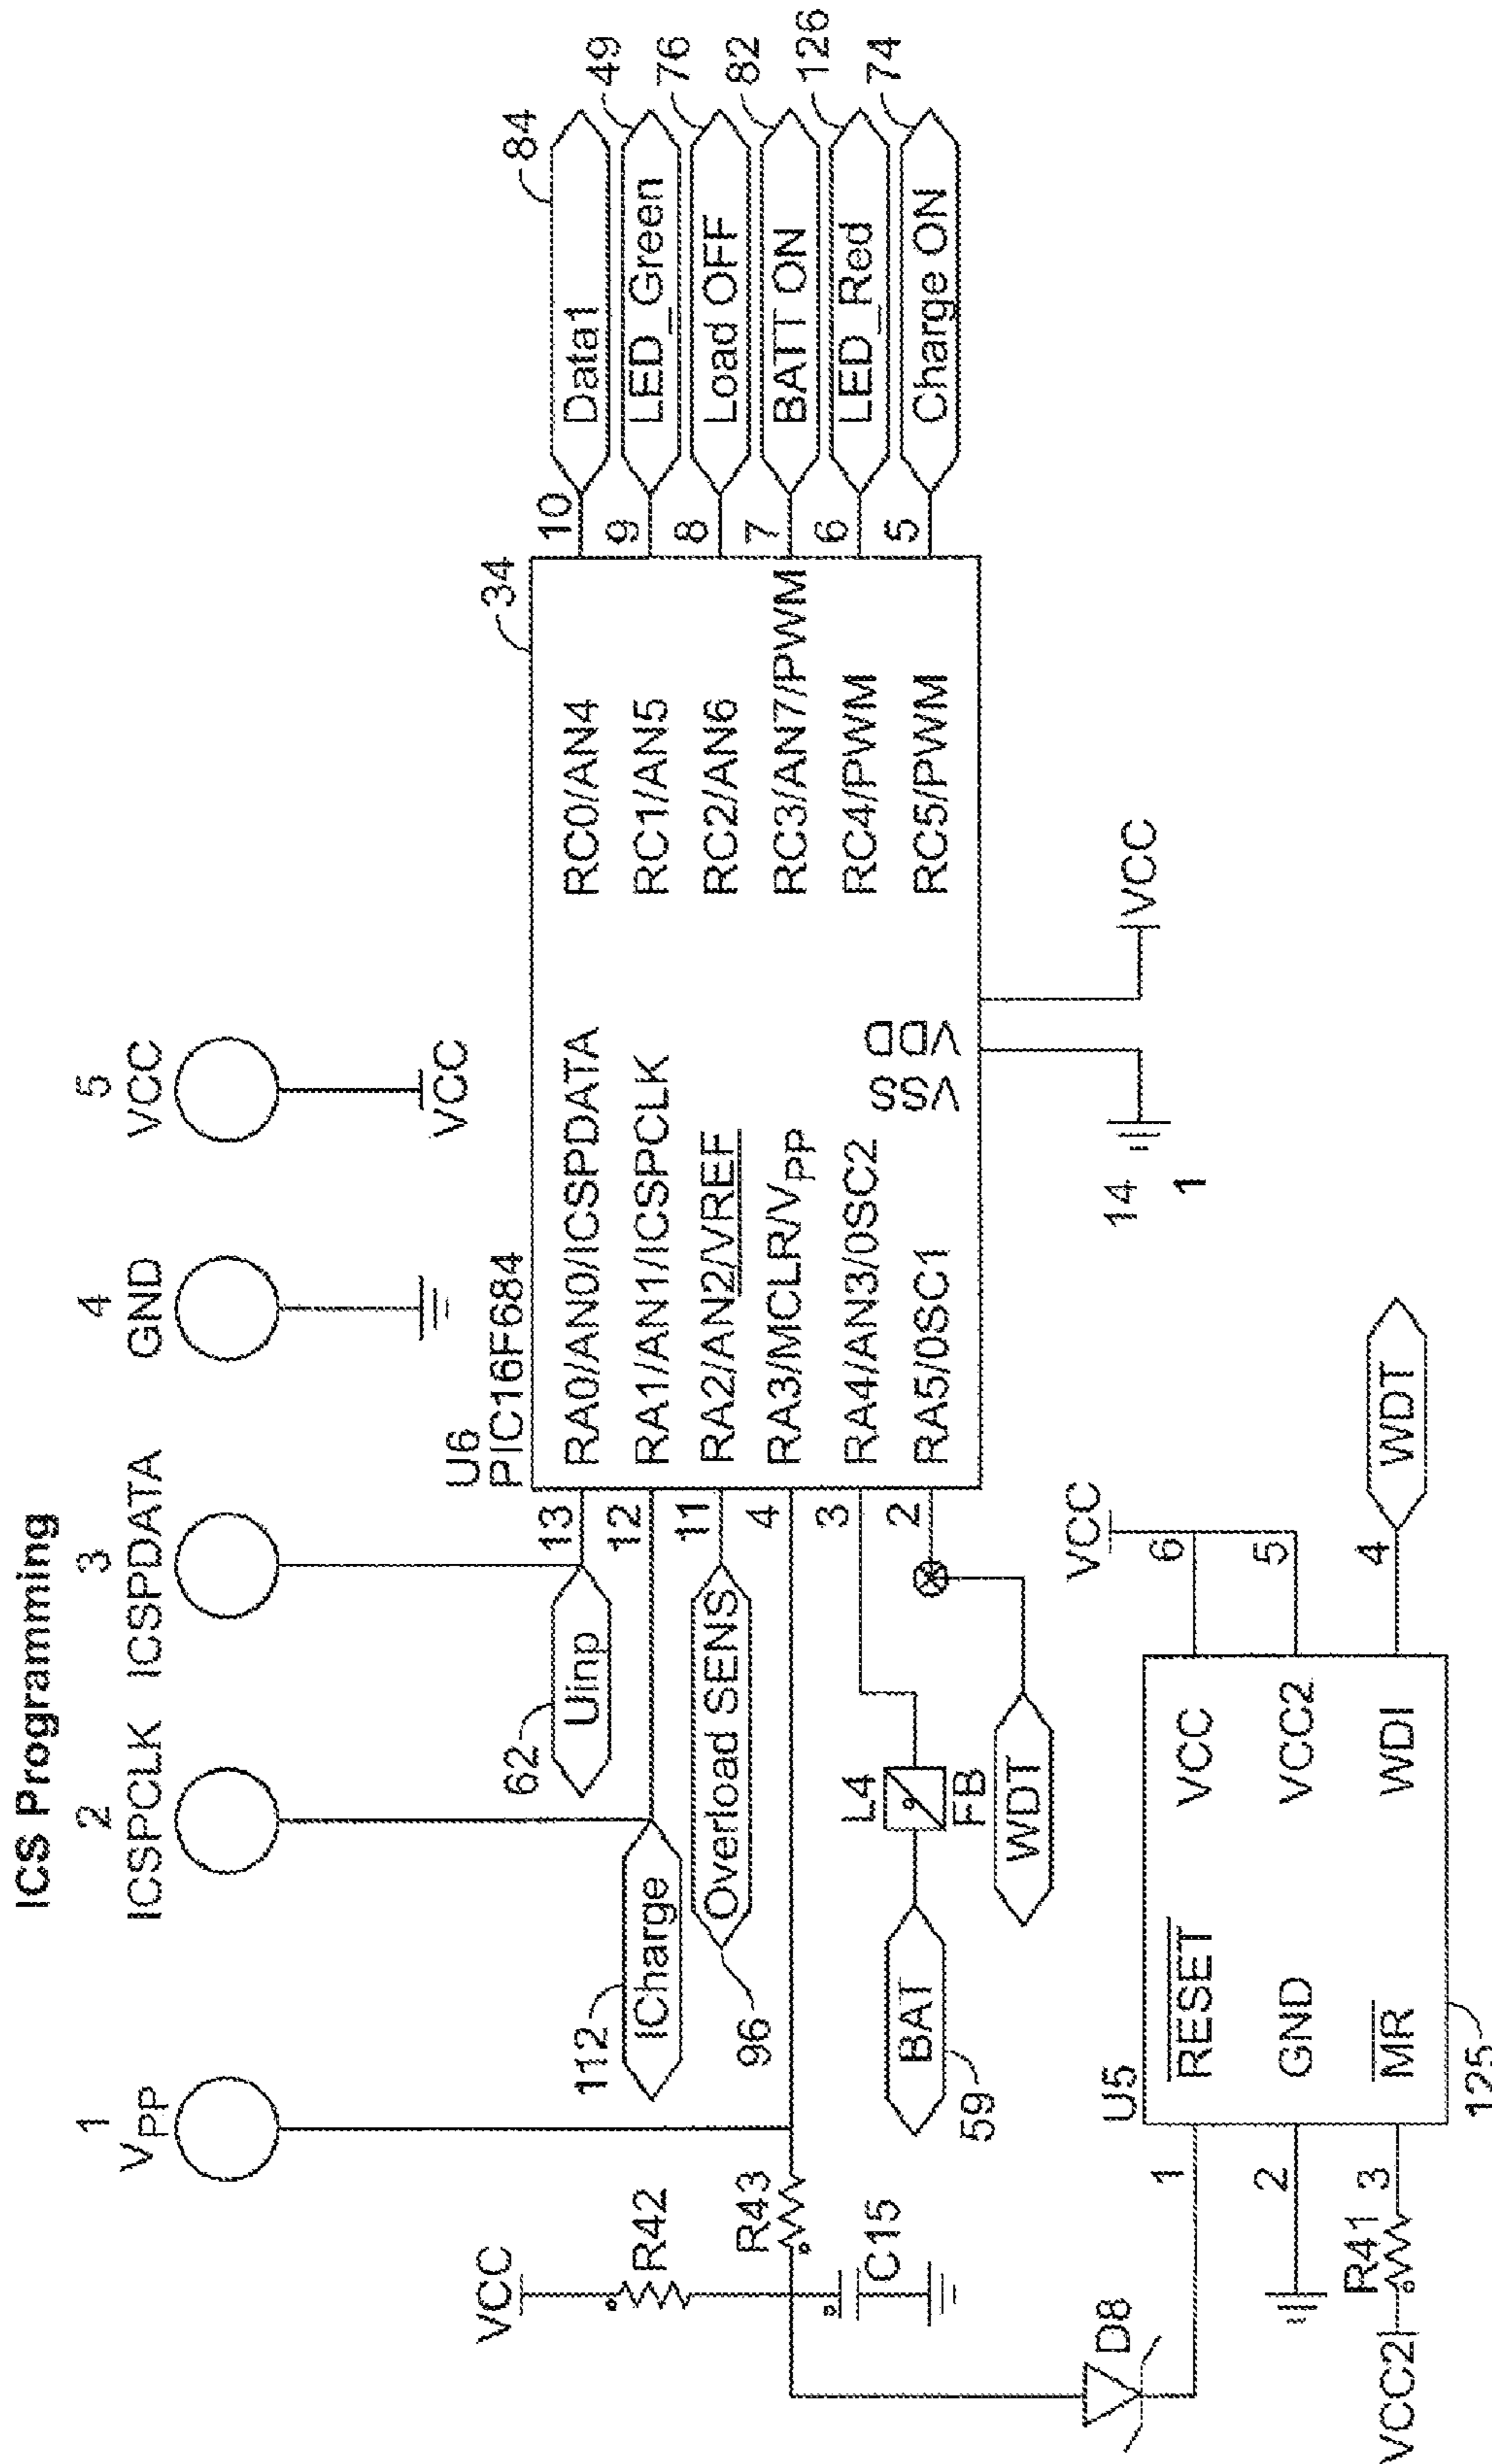 ICS Programming
1
VPP
2
ICSPCLK
3
ICSPDATA
4
GND
5
VCC
VCC
112
ICharge
62
Uinp
96
Overload SENS
VCC
R42
R43
C15
D8
59
BAT
L4
FB
WDT
U6
PIC16F684
34
13
RA0/AN0/ICSPDATA
12
RA1/AN1/ICSPCLK
11
RA2/AN2/VREF
4
RA3/MCLR/VPP
3
RA4/AN3/0SC2
2
RA5/0SC1
VSS
VDD
14
1
VCC
RC0/AN4
10
Data1
84
RC1/AN5
9
LED_Green
49
RC2/AN6
8
Load OFF
76
RC3/AN7/PWM
7
BATT ON
82
RC4/PWM
6
LED_Red
126
RC5/PWM
5
Charge ON
74
U5
1
RESET
2
GND
3
MR
R41
VCC2
VCC
6
VCC
5
VCC2
4
WDI
WDT
125